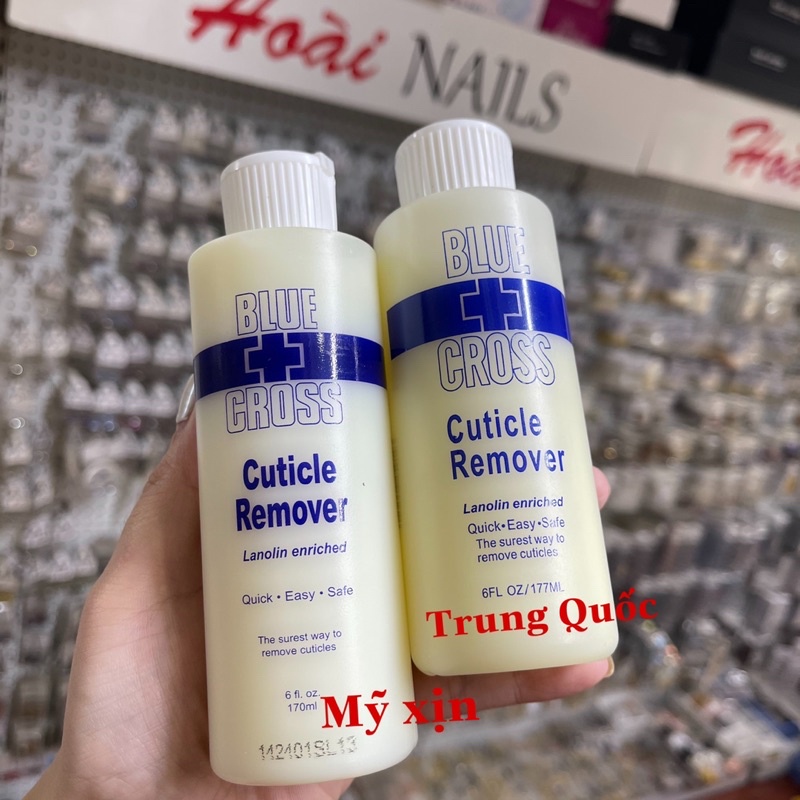 Hoài NAILS
BLUE
CROSS
Cuticle
Remover
Lanolin enriched
Quick • Easy • Safe
The surest way to
remove cuticles
6 fl. oz.
170ml
142401SL13
Mỹ xịn
BLUE
CROSS
Cuticle
Remover
Lanolin enriched
Quick•Easy•Safe
The surest way to
remove cuticles
6FL OZ/177ML
Trung Quốc